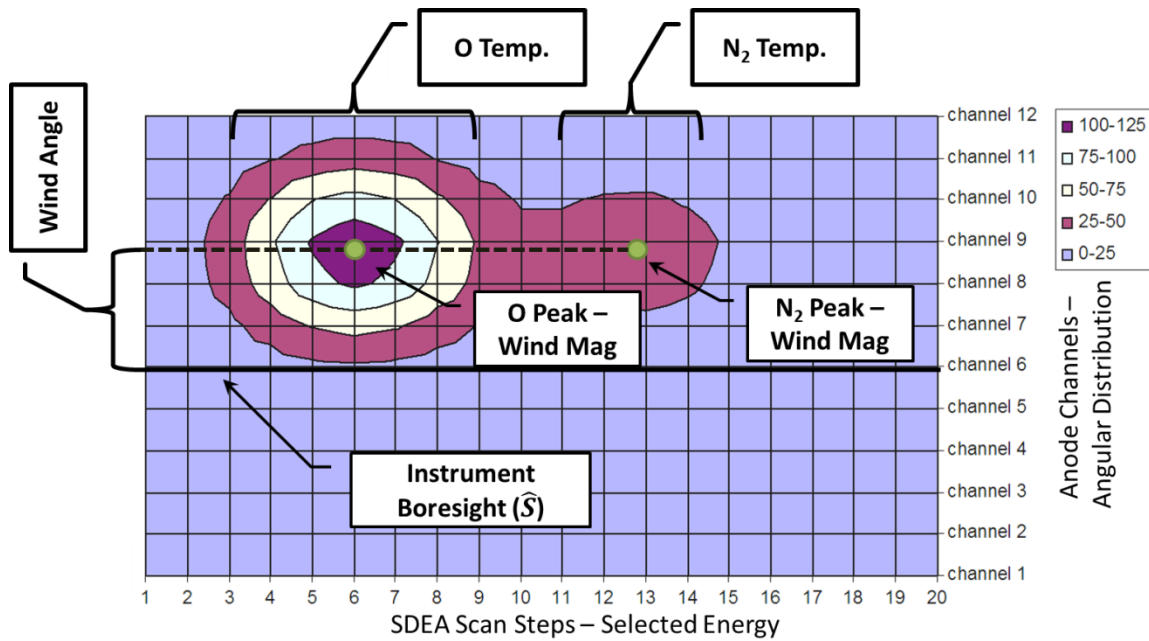 O Temp.
N₂ Temp.
Wind Angle
channel 12
channel 11
channel 10
channel 9
channel 8
channel 7
channel 6
channel 5
channel 4
channel 3
channel 2
channel 1
100-125
75-100
50-75
25-50
0-25
Anode Channels –
Angular Distribution
O Peak –
Wind Mag
N₂ Peak –
Wind Mag
Instrument
Boresight (Ŝ)
1 2 3 4 5 6 7 8 9 10 11 12 13 14 15 16 17 18 19 20
SDEA Scan Steps – Selected Energy